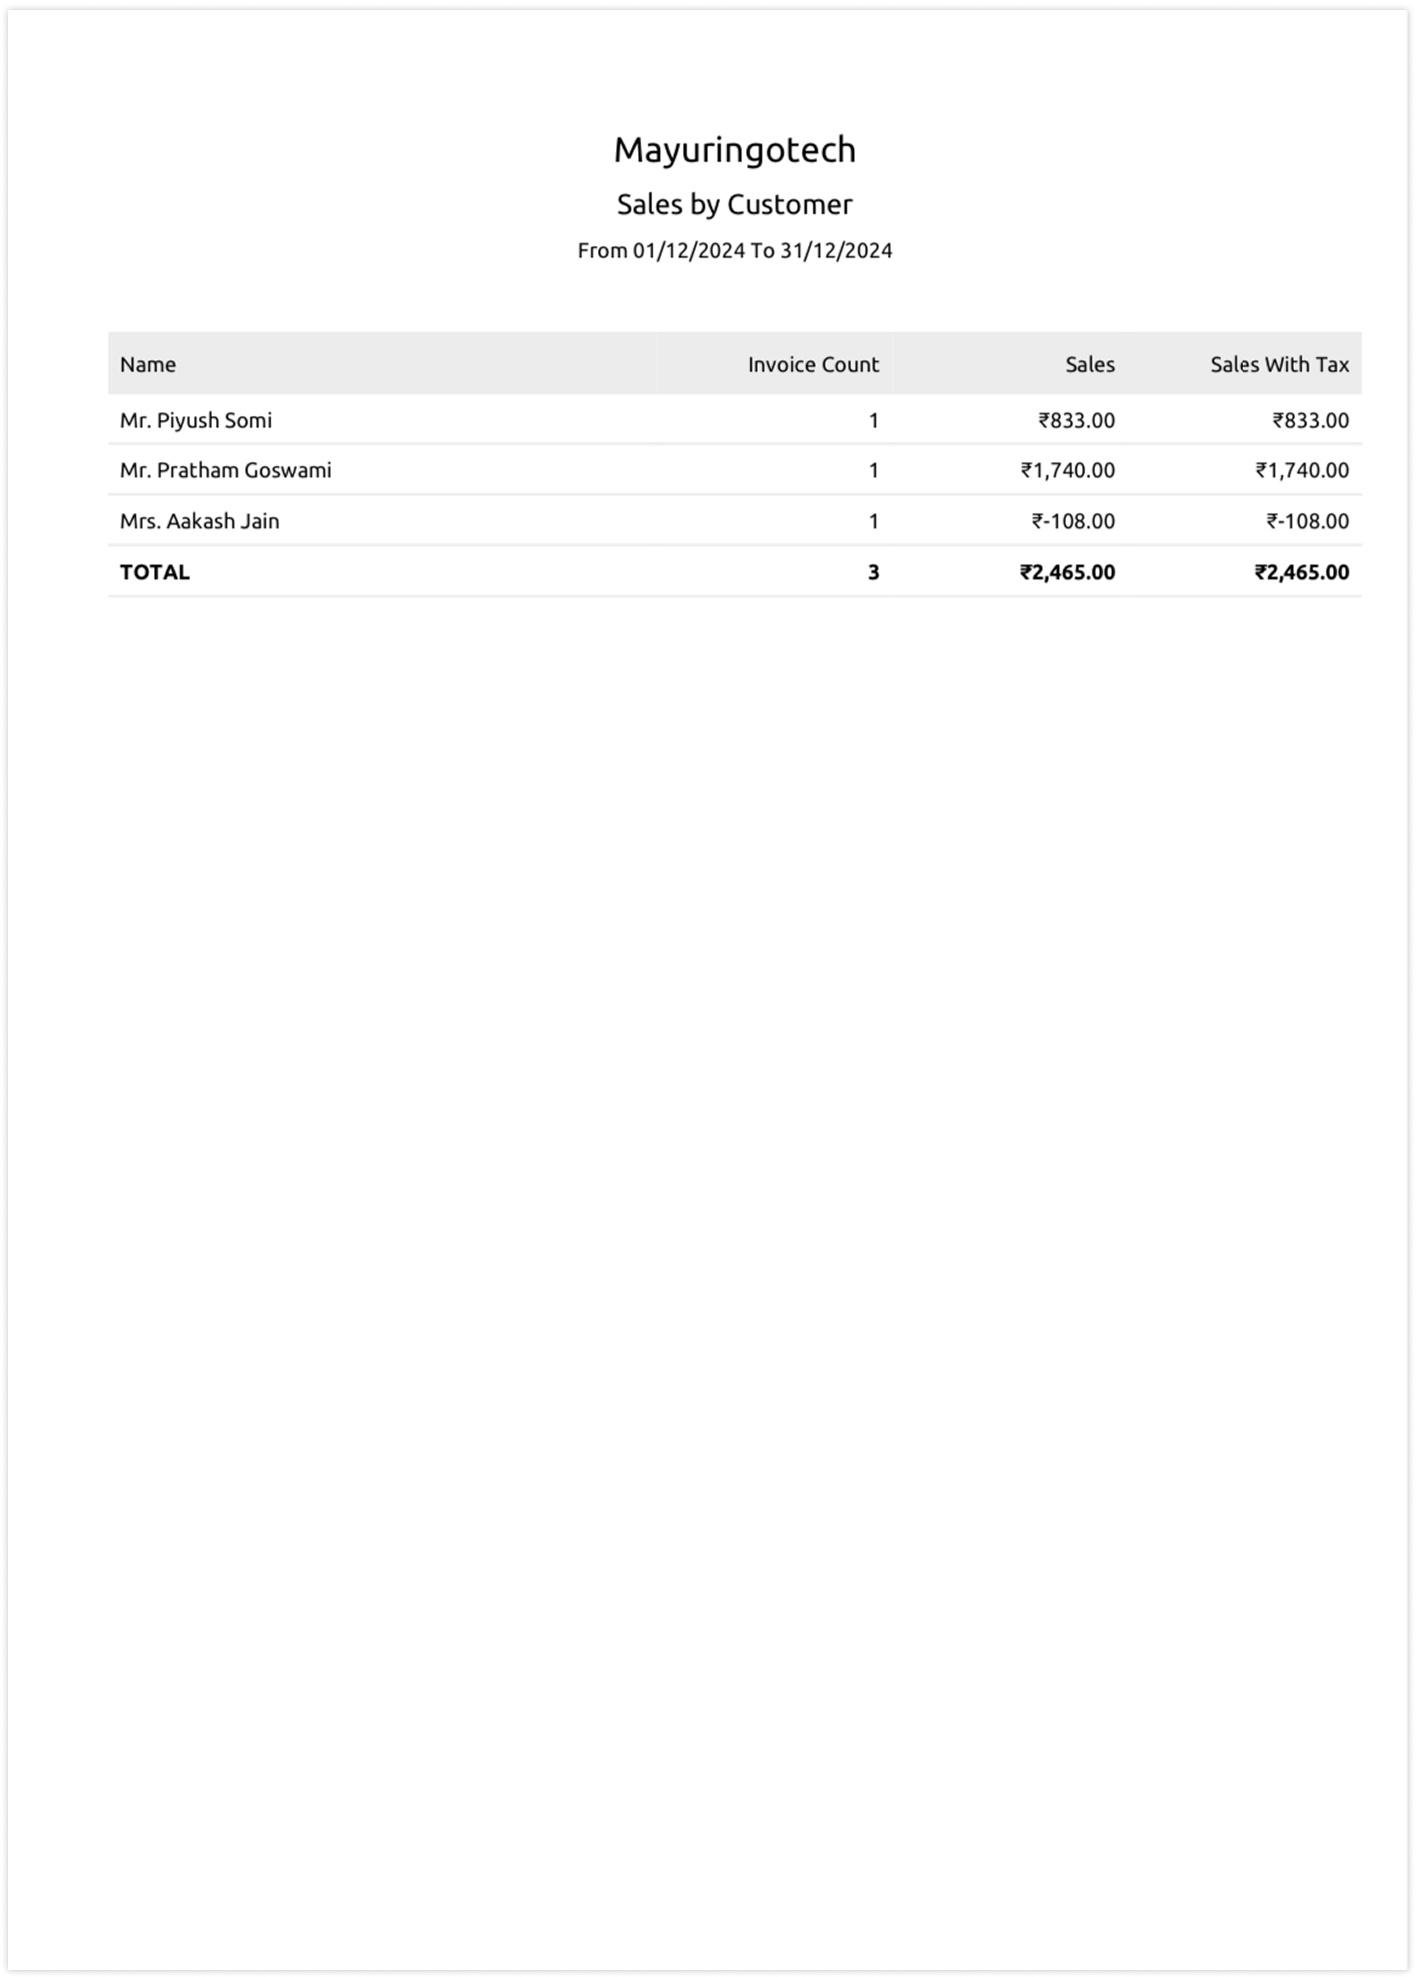 Mayuringotech
Sales by Customer
From 01/12/2024 To 31/12/2024
Name Invoice Count Sales Sales With Tax
Mr. Piyush Somi 1 ₹833.00 ₹833.00
Mr. Pratham Goswami 1 ₹1,740.00 ₹1,740.00
Mrs. Aakash Jain 1 ₹-108.00 ₹-108.00
TOTAL 3 ₹2,465.00 ₹2,465.00